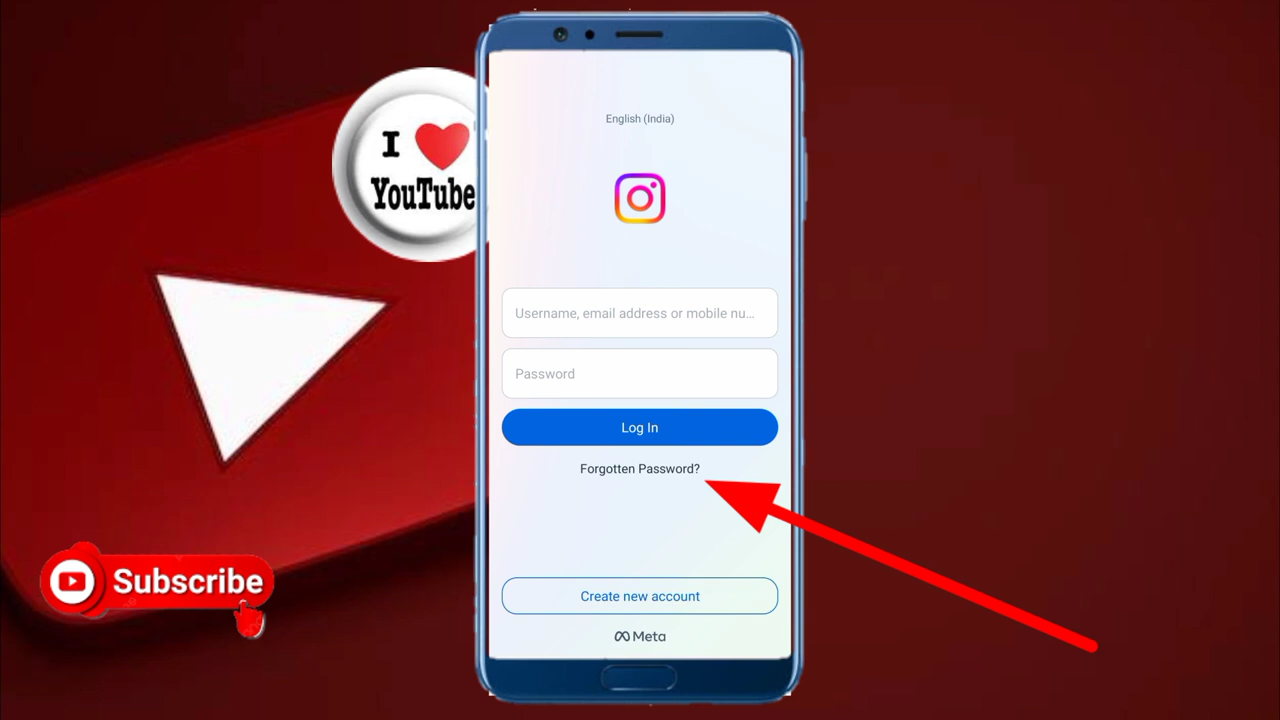 I ❤
YouTube
English (India)
Username, email address or mobile nu...
Password
Log In
Forgotten Password?
Create new account
Meta
Subscribe